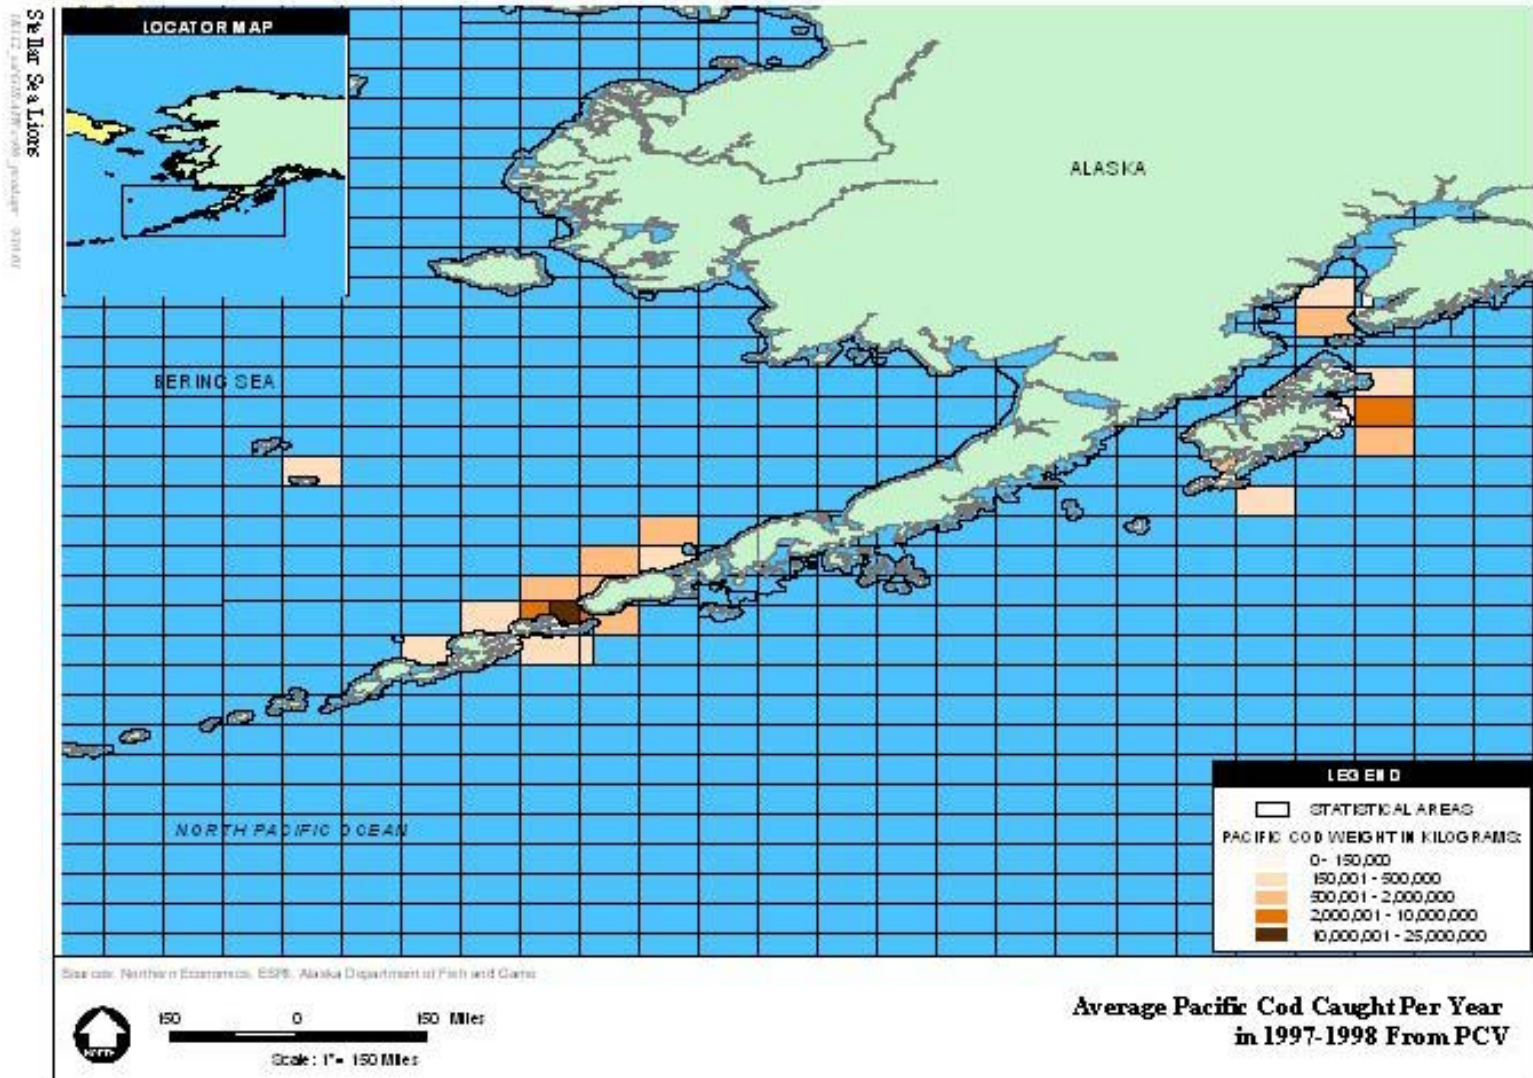 Stellar Sea Lions
LOCATOR MAP
ALASKA
BERING SEA
NORTH PACIFIC OCEAN
LEGEND
STATISTICAL AREAS
PACIFIC COD WEIGHT IN KILOGRAMS:
0 - 150,000
150,001 - 500,000
500,001 - 2,000,000
2,000,001 - 10,000,000
10,000,001 - 25,000,000
Sources: Northern Economics, ESRI, Alaska Department of Fish and Game
150 0 150 Miles
NORTH
Scale: 1" = 150 Miles
Average Pacific Cod Caught Per Year
in 1997-1998 From PCV